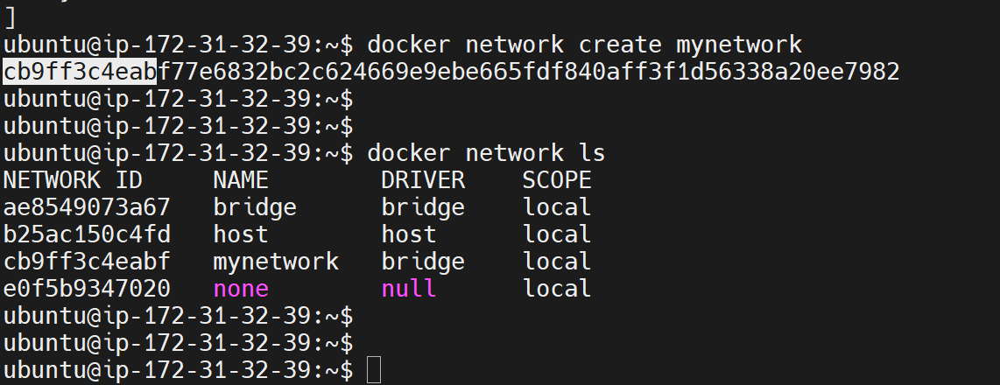 ]
ubuntu@ip-172-31-32-39:~$ docker network create mynetwork
cb9ff3c4eabf77e6832bc2c624669e9ebe665fdf840aff3f1d56338a20ee7982
ubuntu@ip-172-31-32-39:~$
ubuntu@ip-172-31-32-39:~$
ubuntu@ip-172-31-32-39:~$ docker network ls
NETWORK ID     NAME        DRIVER    SCOPE
ae8549073a67   bridge      bridge    local
b25ac150c4fd   host        host      local
cb9ff3c4eabf   mynetwork   bridge    local
e0f5b9347020   none        null      local
ubuntu@ip-172-31-32-39:~$
ubuntu@ip-172-31-32-39:~$
ubuntu@ip-172-31-32-39:~$